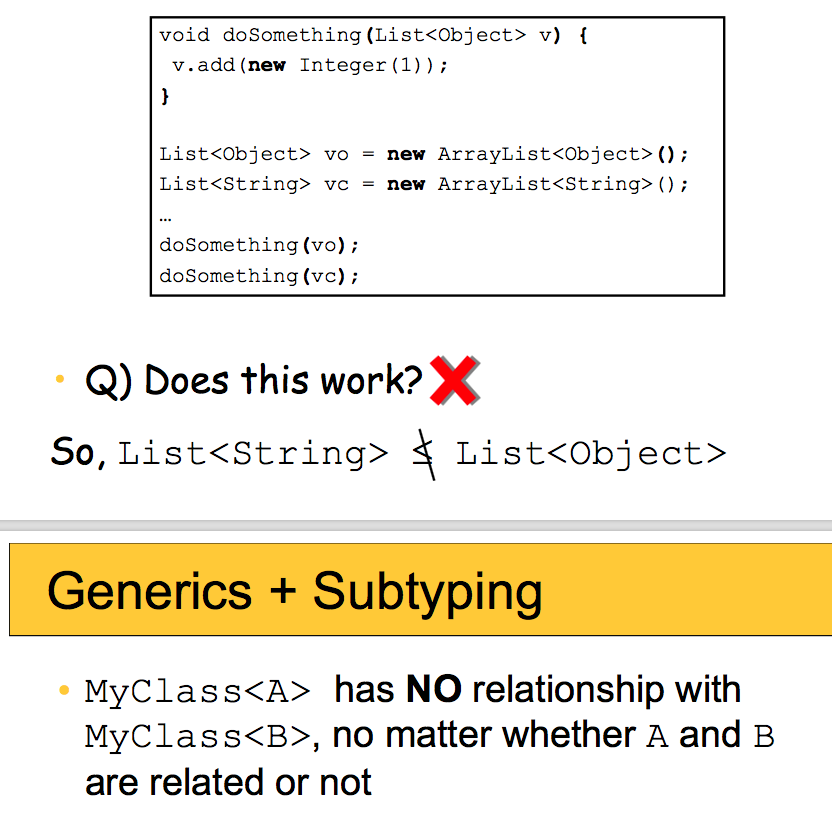 void doSomething(List<Object> v) {
 v.add(new Integer(1));
}
List<Object> vo = new ArrayList<Object>();
List<String> vc = new ArrayList<String>();
…
doSomething(vo);
doSomething(vc);
• Q) Does this work?
So, List<String> ≰ List<Object>
Generics + Subtyping
• MyClass<A> has NO relationship with
MyClass<B>, no matter whether A and B
are related or not